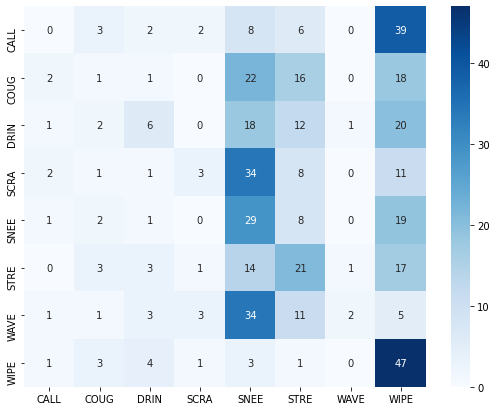 CALL 0 3 2 2 8 6 0 39
COUG 2 1 1 0 22 16 0 18
DRIN 1 2 6 0 18 12 1 20
SCRA 2 1 1 3 34 8 0 11
SNEE 1 2 1 0 29 8 0 19
STRE 0 3 3 1 14 21 1 17
WAVE 1 1 3 3 34 11 2 5
WIPE 1 3 4 1 3 1 0 47
CALL COUG DRIN SCRA SNEE STRE WAVE WIPE
40
30
20
10
0